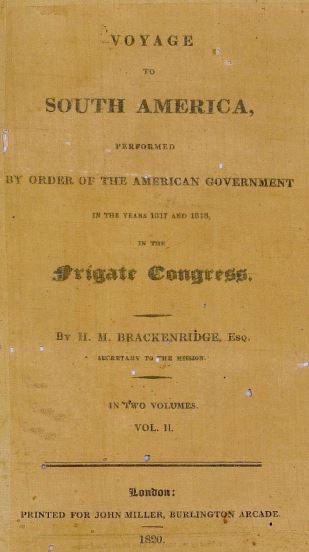 VOYAGE
TO
SOUTH AMERICA,
PERFORMED
BY ORDER OF THE AMERICAN GOVERNMENT
IN THE YEARS 1817 AND 1818,
IN THE
Frigate Congress.
By H. M. BRACKENRIDGE, Esq.
SECRETARY TO THE MISSION.
IN TWO VOLUMES.
VOL. II.
London:
PRINTED FOR JOHN MILLER, BURLINGTON ARCADE.
1820.